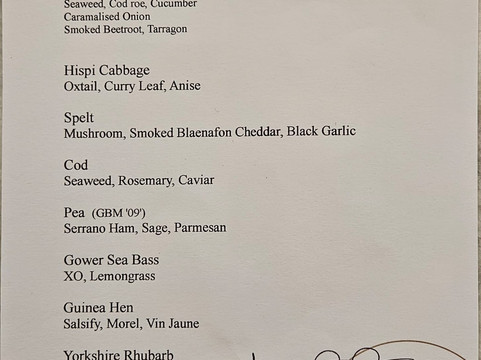 Seaweed, Cod roe, Cucumber
Caramalised Onion
Smoked Beetroot, Tarragon
Hispi Cabbage
Oxtail, Curry Leaf, Anise
Spelt
Mushroom, Smoked Blaenafon Cheddar, Black Garlic
Cod
Seaweed, Rosemary, Caviar
Pea (GBM '09')
Serrano Ham, Sage, Parmesan
Gower Sea Bass
XO, Lemongrass
Guinea Hen
Salsify, Morel, Vin Jaune
Yorkshire Rhubarb